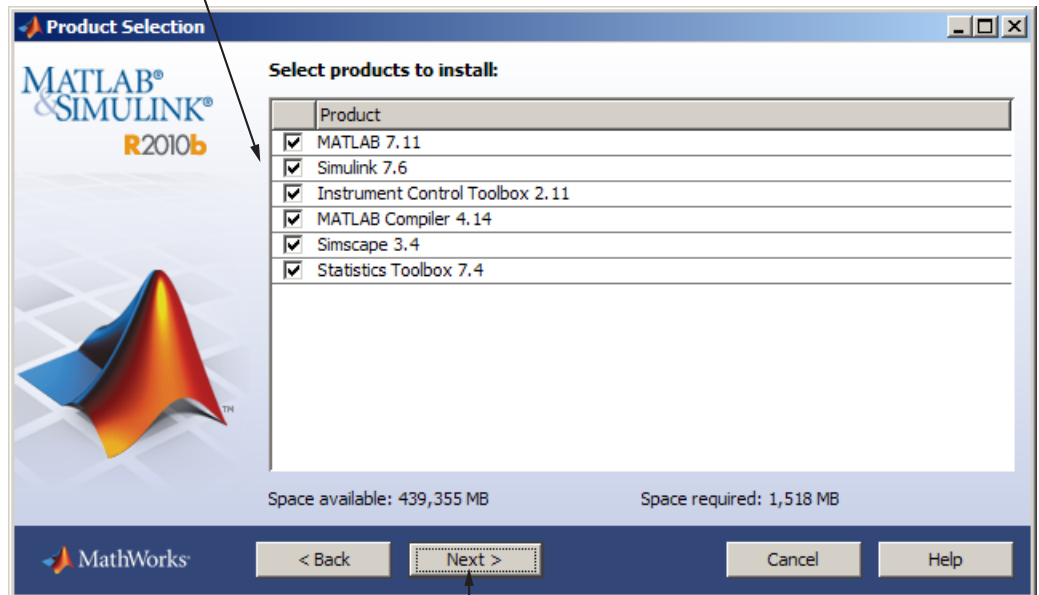 Product Selection
MATLAB®
&SIMULINK®
R2010b
Select products to install:
Product
MATLAB 7.11
Simulink 7.6
Instrument Control Toolbox 2.11
MATLAB Compiler 4.14
Simscape 3.4
Statistics Toolbox 7.4
TM
Space available: 439,355 MB Space required: 1,518 MB
MathWorks® < Back Next > Cancel Help